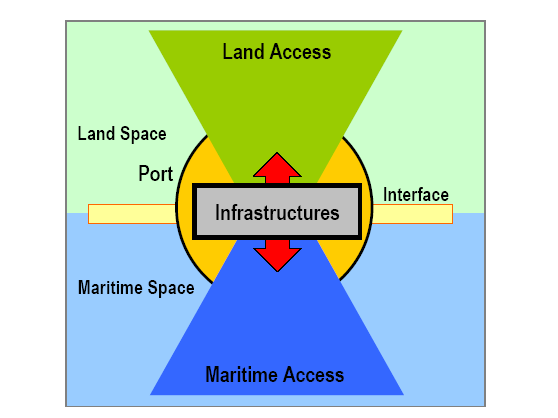 Land Access
Land Space
Port
Interface
Infrastructures
Maritime Space
Maritime Access